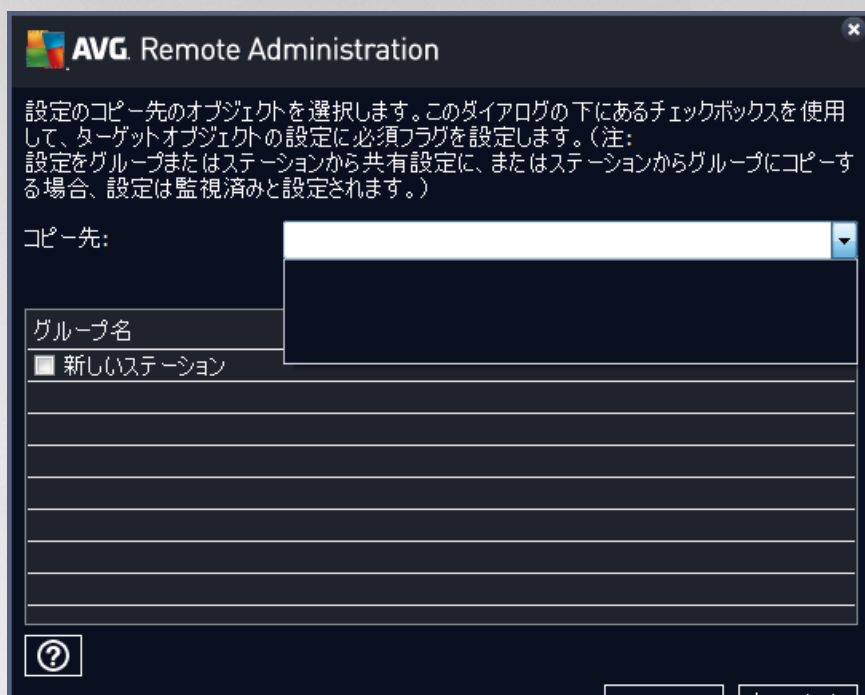 AVG. Remote Administration
設定のコピー先のオブジェクトを選択します。このダイアログの下にあるチェックボックスを使用
して、ターゲットオブジェクトの設定に必須フラグを設定します。(注:
設定をグループまたはステーションから共有設定に、またはステーションからグループにコピーす
る場合、設定は監視済みと設定されます。)
コピー先:
グループ名
新しいステーション